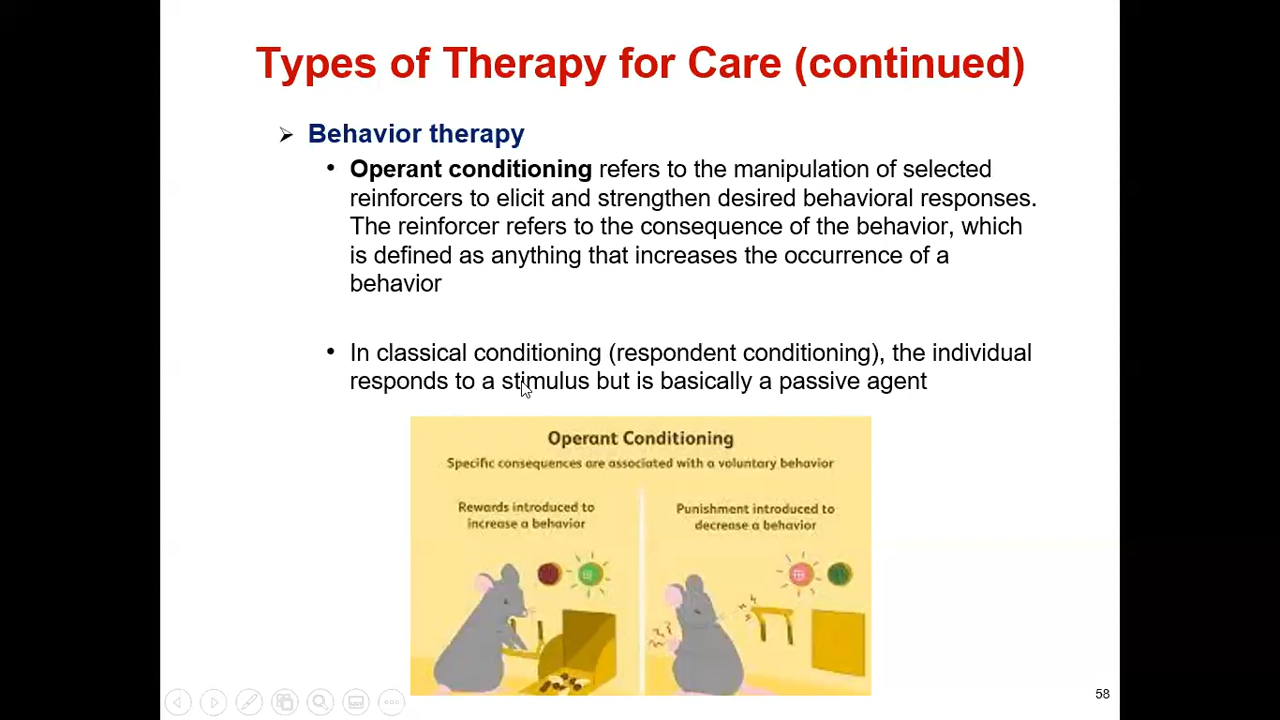 Types of Therapy for Care (continued)
➢ Behavior therapy
• Operant conditioning refers to the manipulation of selected
reinforcers to elicit and strengthen desired behavioral responses.
The reinforcer refers to the consequence of the behavior, which
is defined as anything that increases the occurrence of a
behavior
• In classical conditioning (respondent conditioning), the individual
responds to a stimulus but is basically a passive agent
Operant Conditioning
Specific consequences are associated with a voluntary behavior
Rewards introduced to
increase a behavior
Punishment introduced to
decrease a behavior
58